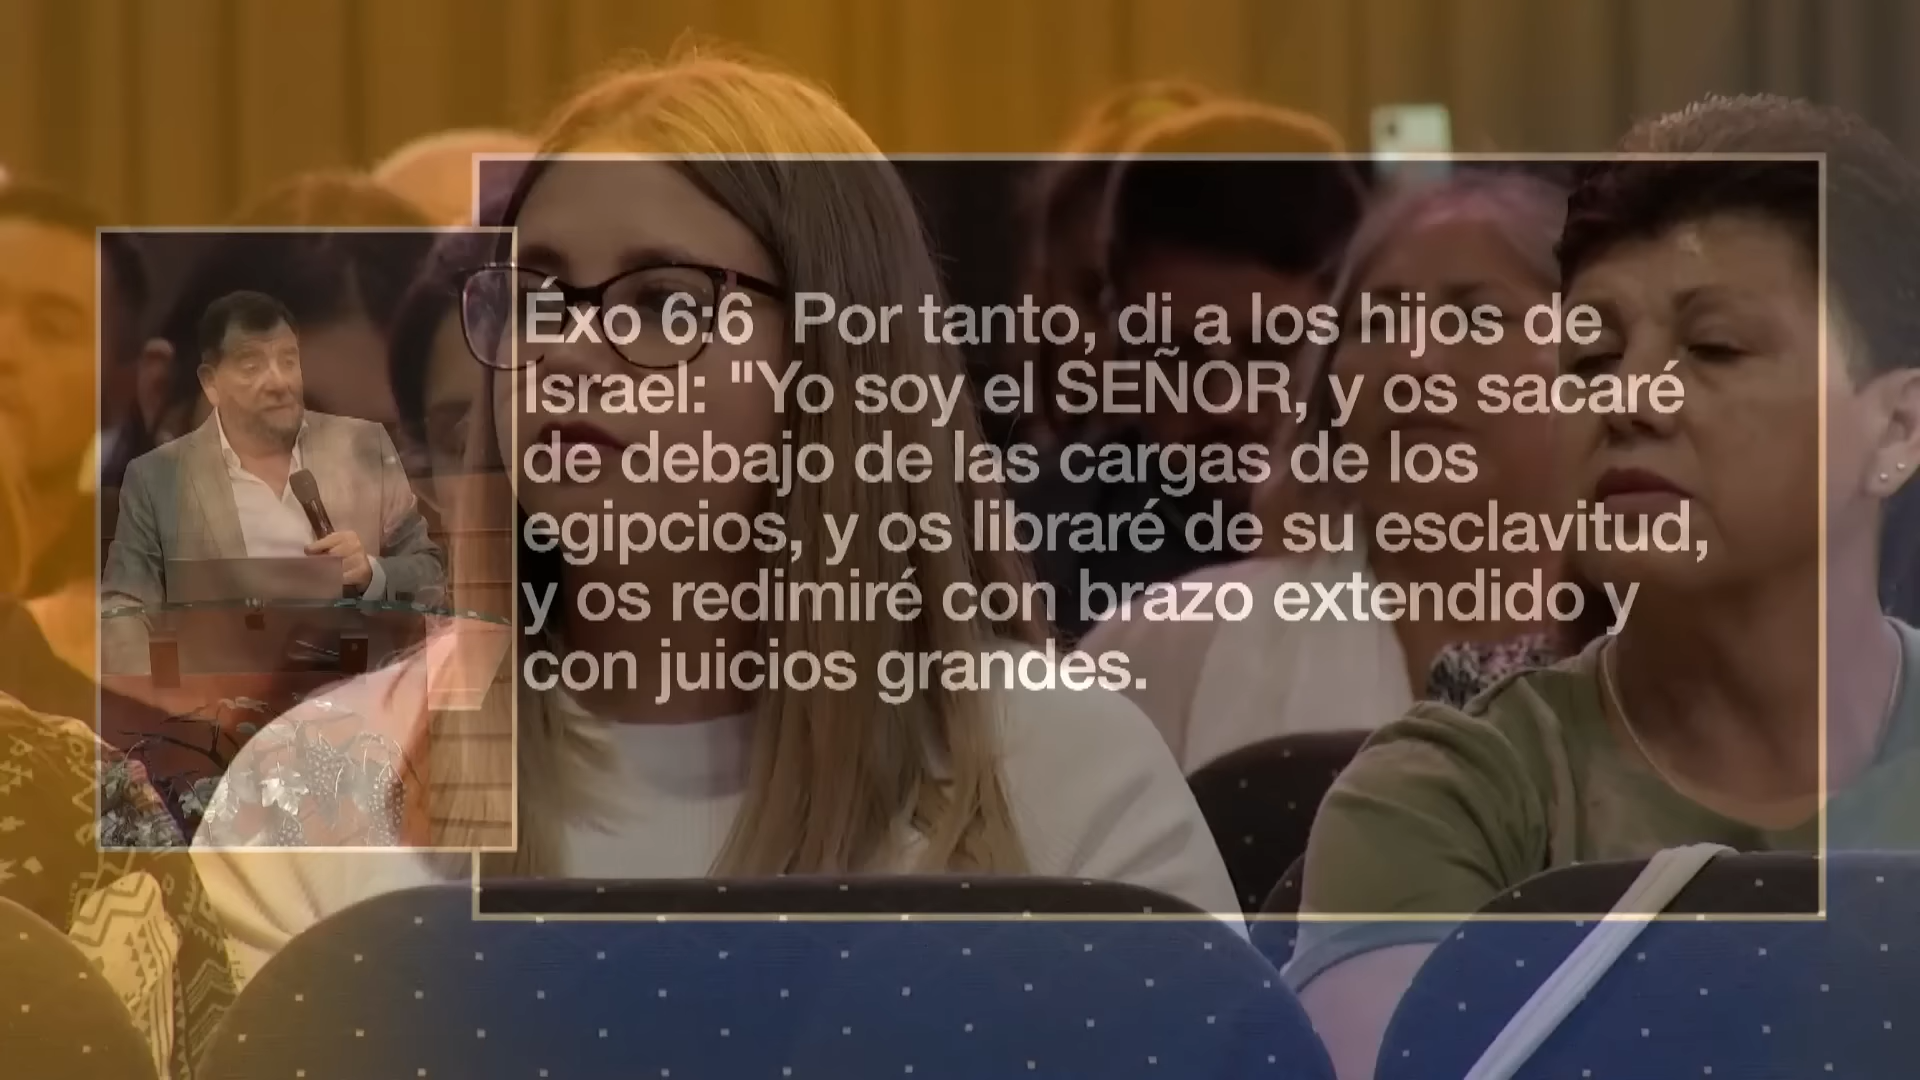 Éxo 6:6  Por tanto, di a los hijos de
Israel: "Yo soy el SEÑOR, y os sacaré
de debajo de las cargas de los
egipcios, y os libraré de su esclavitud,
y os redimiré con brazo extendido y
con juicios grandes.